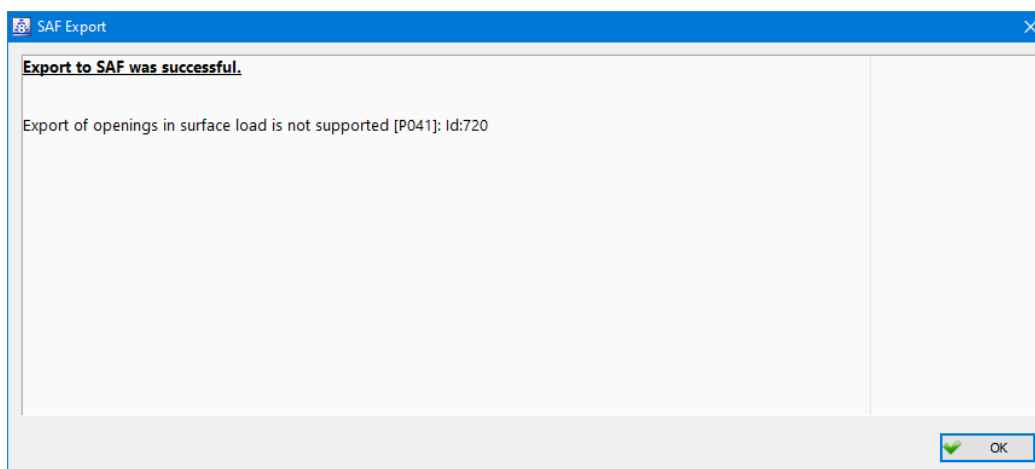 SAF Export
Export to SAF was successful.
Export of openings in surface load is not supported [P041]: Id:720
OK